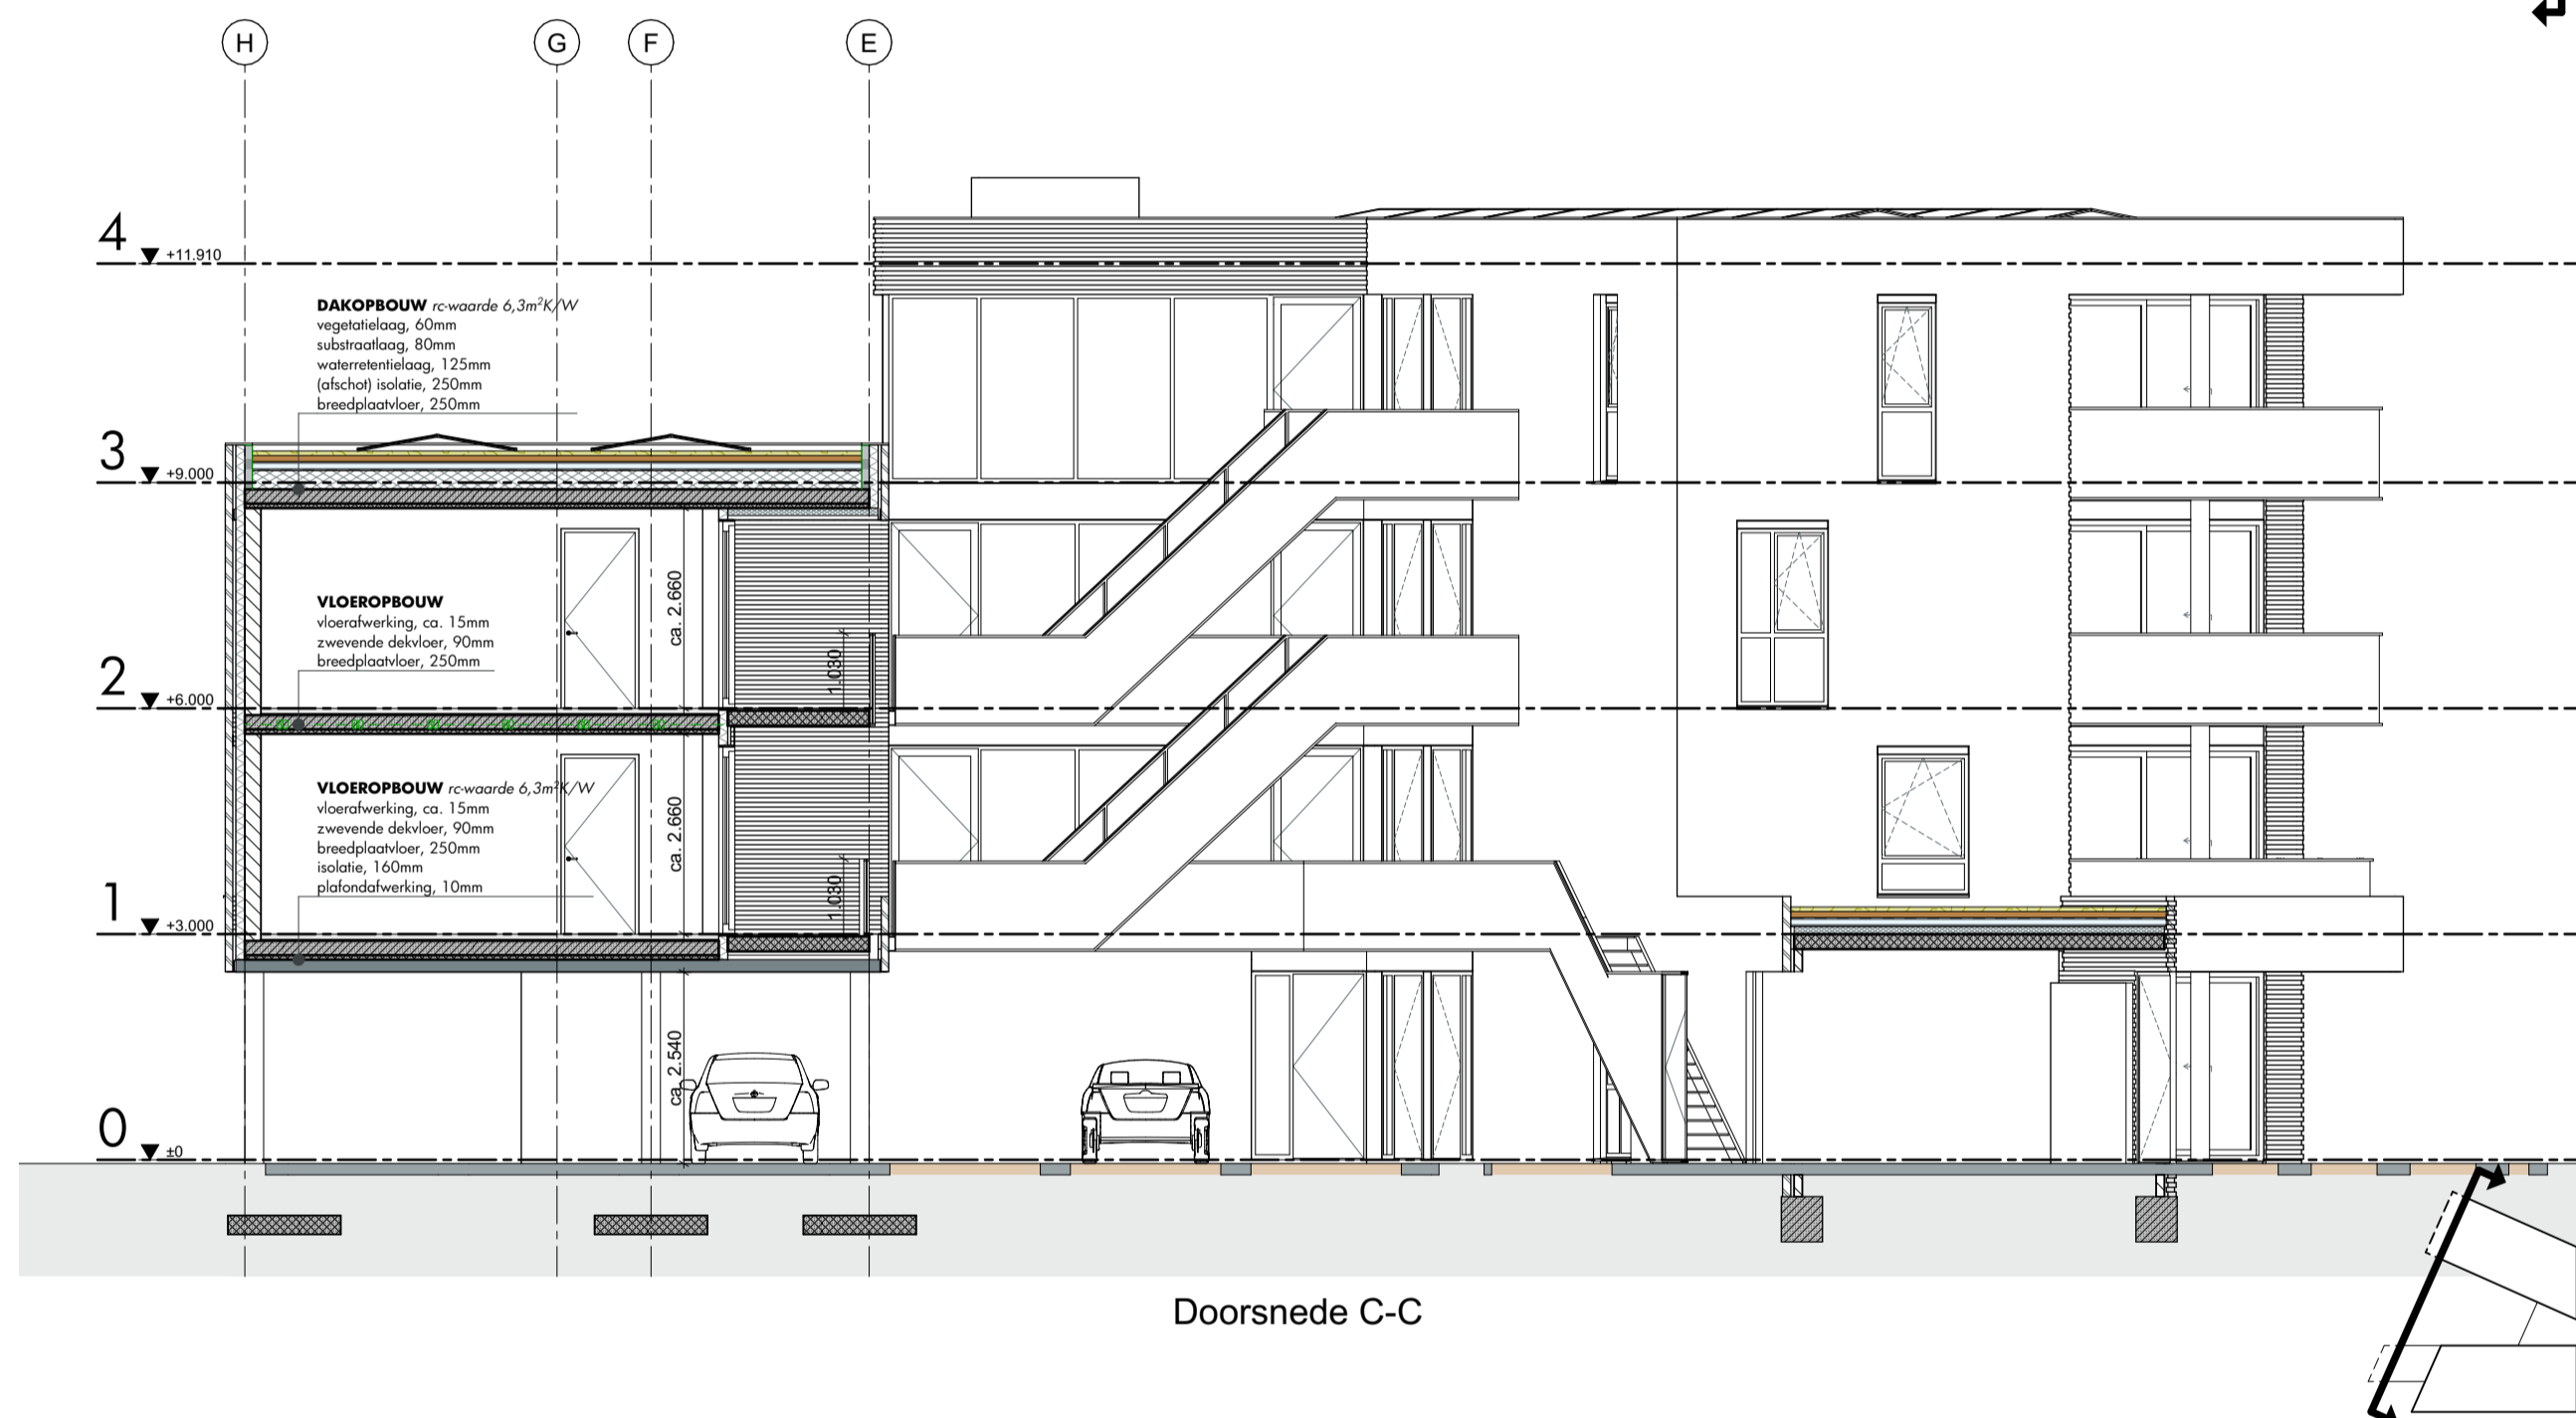 H G F E
4
+11.910
DAKOPBOUW rc-waarde 6,3m²K/W
vegetatielaag, 60mm
substraatlaag, 80mm
waterretentielaag, 125mm
(afschot) isolatie, 250mm
breedplaatvloer, 250mm
3
+9.000
ca. 2.660
VLOEROPBOUW
vloerafwerking, ca. 15mm
zwevende dekvloer, 90mm
breedplaatvloer, 250mm
1.030
2
+6.000
VLOEROPBOUW rc-waarde 6,3m²K/W
vloerafwerking, ca. 15mm
zwevende dekvloer, 90mm
breedplaatvloer, 250mm
isolatie, 160mm
plafondafwerking, 10mm
ca. 2.660
1.030
1
+3.000
ca. 2.540
0
±0
Doorsnede C-C